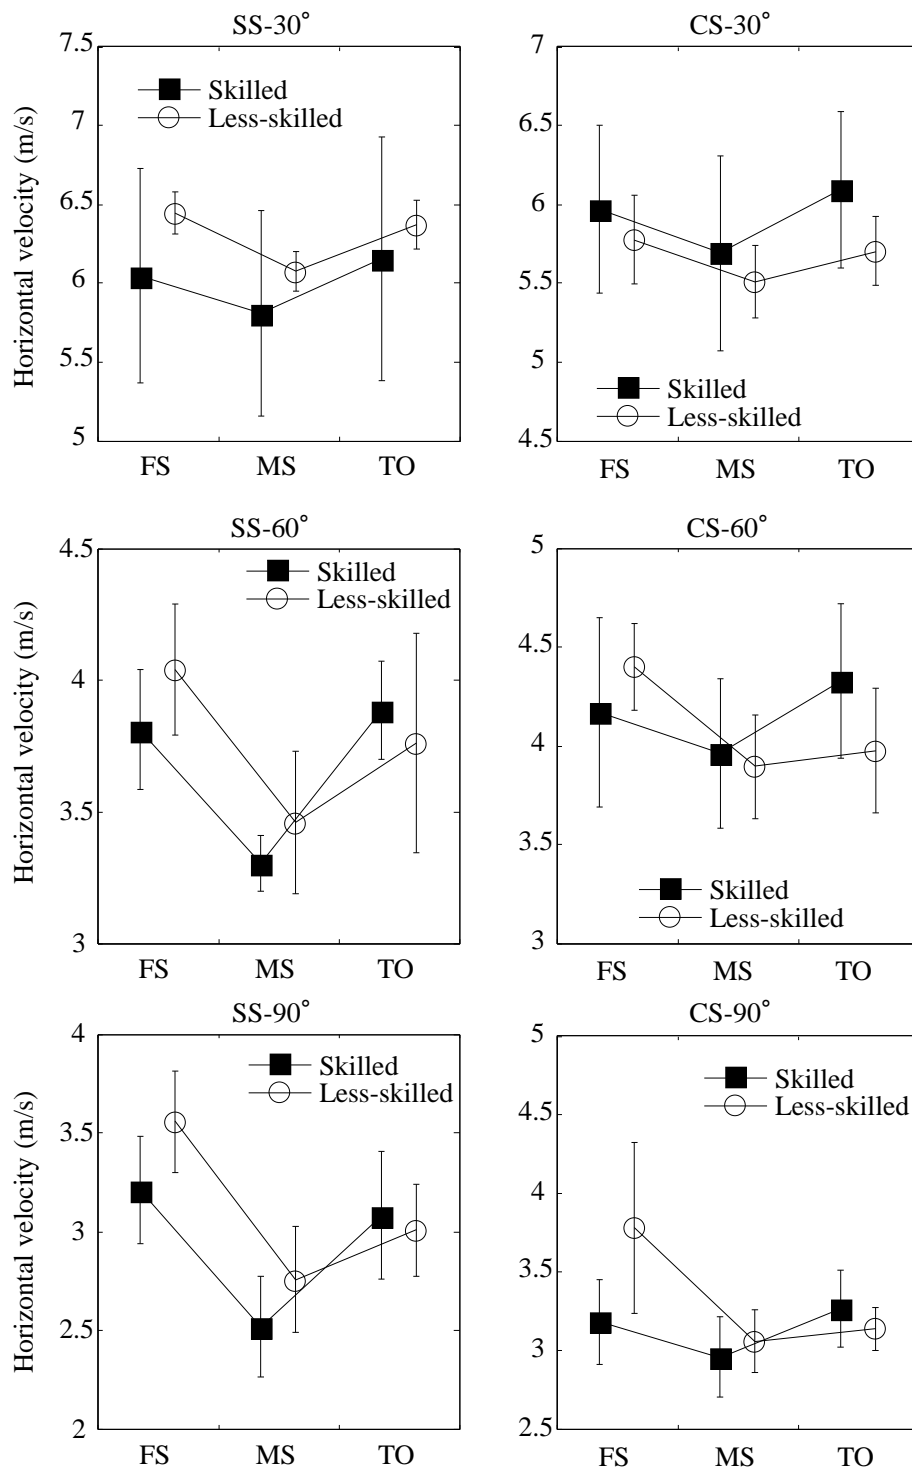 SS-30°
7.5
7
6.5
6
5.5
5
Horizontal velocity (m/s)
Skilled
Less-skilled
FS MS TO
CS-30°
7
6.5
6
5.5
5
4.5
Skilled
Less-skilled
FS MS TO
SS-60°
4.5
4
3.5
3
Horizontal velocity (m/s)
Skilled
Less-skilled
FS MS TO
CS-60°
5
4.5
4
3.5
3
Skilled
Less-skilled
FS MS TO
SS-90°
4
3.5
3
2.5
2
Horizontal velocity (m/s)
Skilled
Less-skilled
FS MS TO
CS-90°
5
4.5
4
3.5
3
2.5
Skilled
Less-skilled
FS MS TO